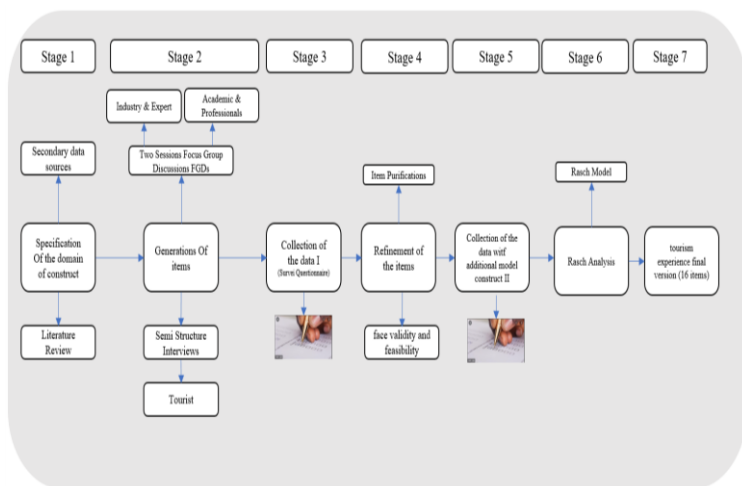 Stage 1
Stage 2
Stage 3
Stage 4
Stage 5
Stage 6
Stage 7
Industry & Expert
Academic &
Professionals
Secondary data
sources
Two Sessions Focus Group
Discussions FGDs
Item Purifications
Rasch Model
Specification
Of the domain
of construct
Generations Of
items
Collection of
the data I
(Survei Questionnaire)
Refinement of
the items
Collection of the
data witf
additional model
construct II
Rasch Analysis
tourism
experience final
version (16 items)
Literature
Review
Semi Structure
Interviews
face validity and
feasibility
Tourist